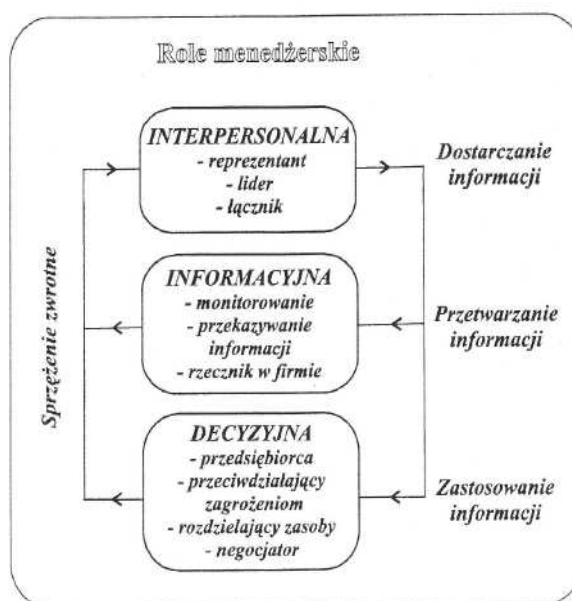 Role menedżerskie
INTERPERSONALNA
- reprezentant
- lider
- łącznik
Dostarczanie
informacji
INFORMACYJNA
- monitorowanie
- przekazywanie
informacji
- rzecznik w firmie
Przetwarzanie
informacji
Sprzężenie zwrotne
DECYZYJNA
- przedsiębiorca
- przeciwdziałający
zagrożeniom
- rozdzielający zasoby
- negocjator
Zastosowanie
informacji